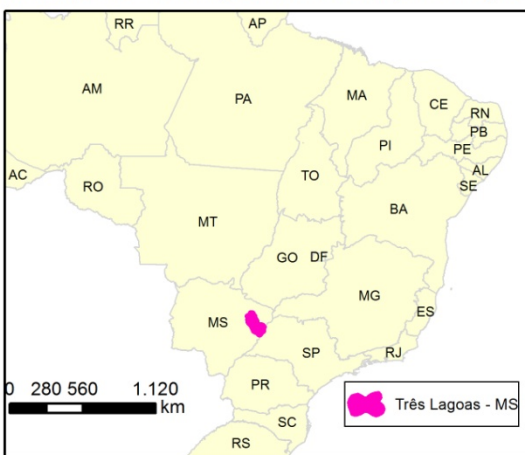 RR
AP
AM
PA
MA
CE
RN
PB
PE
PI
AL
SE
AC
RO
TO
BA
MT
GO DF
MG
ES
MS
SP
RJ
PR
SC
RS
0 280 560 1.120
km
Três Lagoas - MS